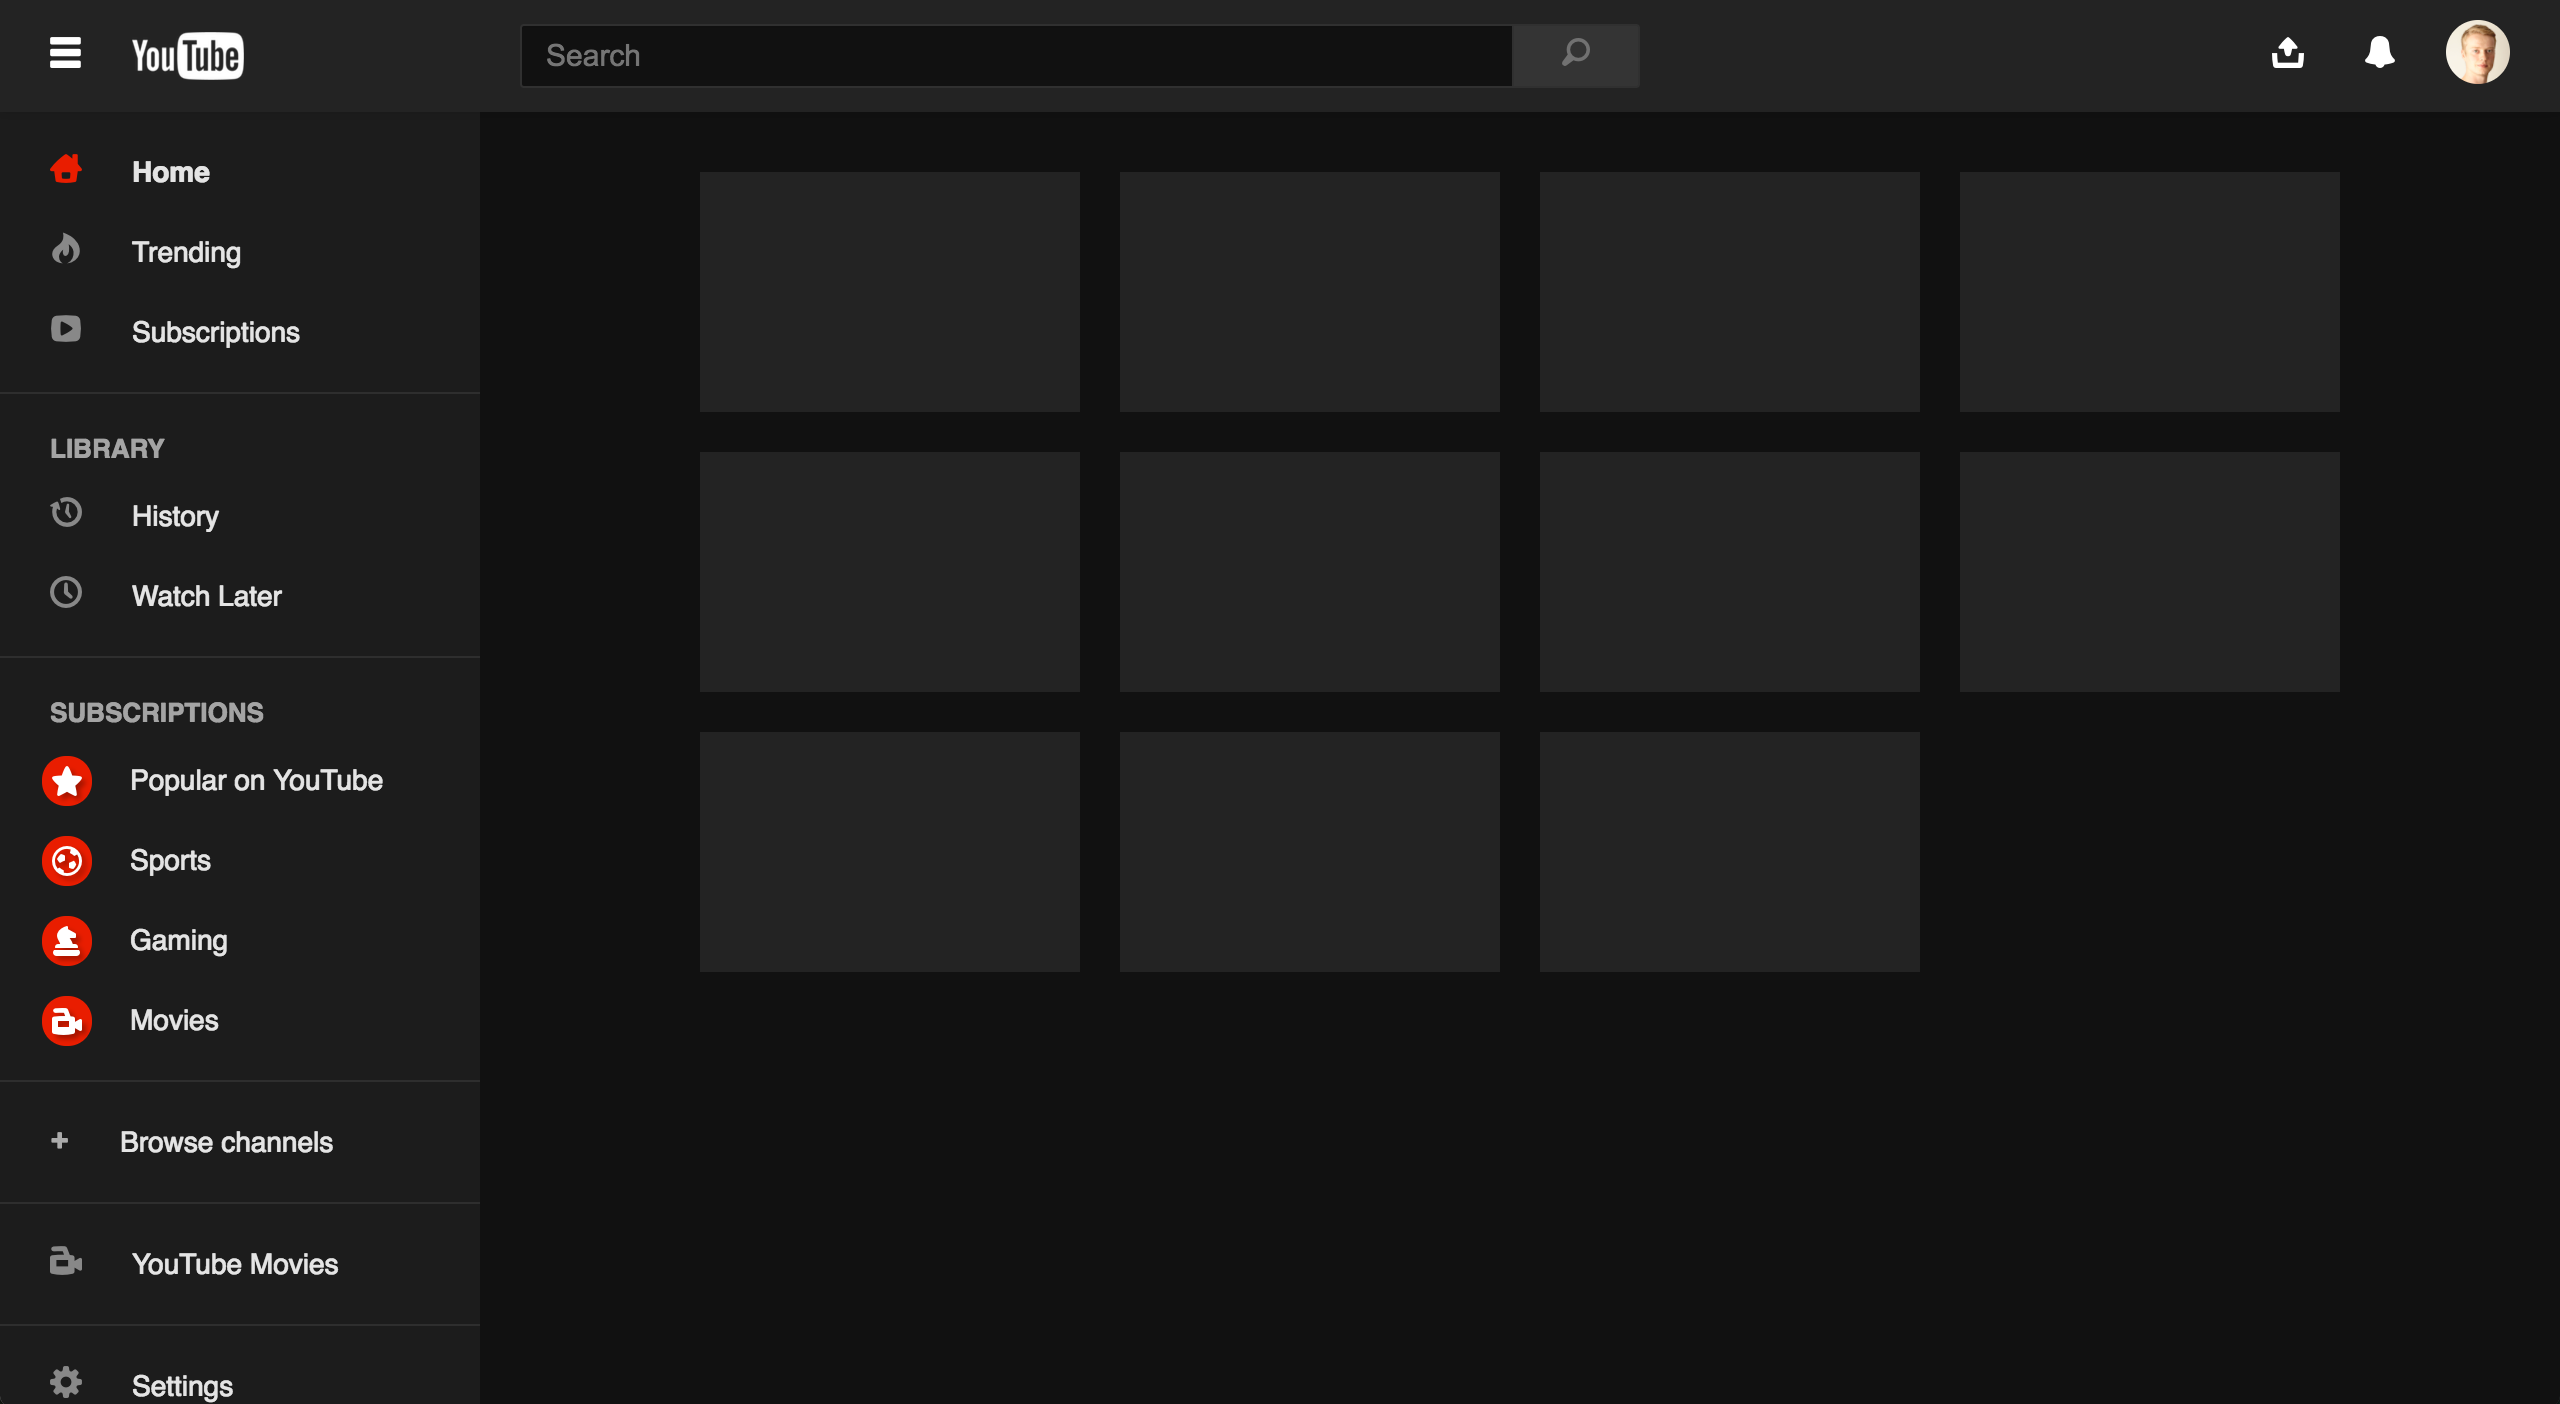 YouTube
Search
Home
Trending
Subscriptions
LIBRARY
History
Watch Later
SUBSCRIPTIONS
Popular on YouTube
Sports
Gaming
Movies
Browse channels
YouTube Movies
Settings